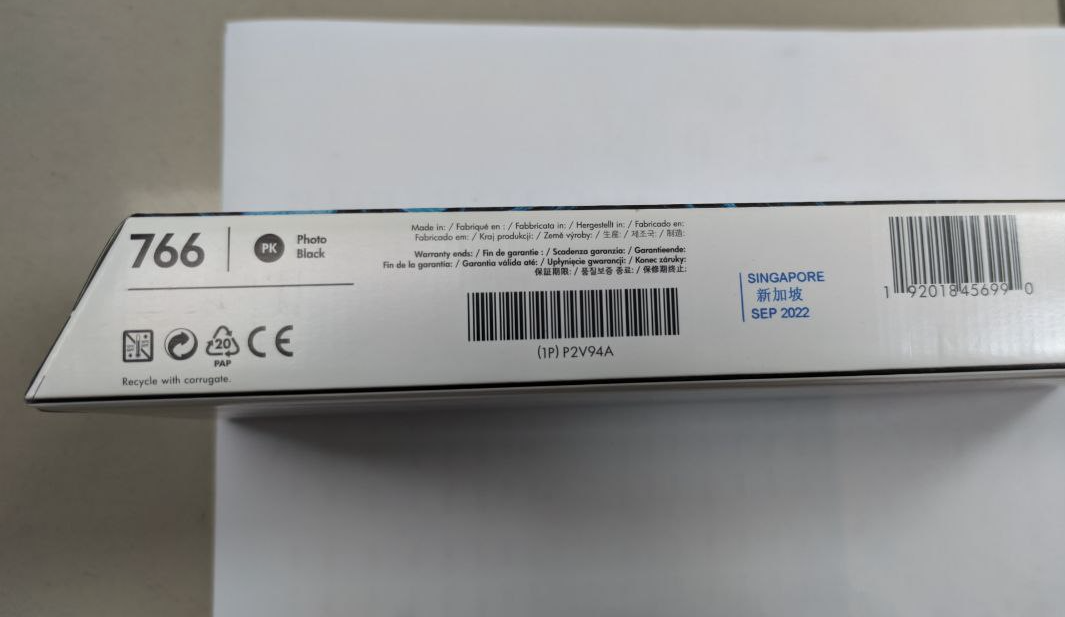 766
PK
Photo
Black
Made in: / Fabriqué en : / Fabbricato in: / Hergestellt in: / Fabricado en:
Fabricado em: / Kraj produkcji: / Země výroby: / 生産: / 제조국: / 制造:
Warranty ends: / Fin de garantie : / Scadenza garanzia: / Garantieende:
Fin de la garantía: / Garantia válida até: / Upłynięcie gwarancji: / Konec záruky:
保証期限: / 품질보증 종료: / 保修期终止:
(1P) P2V94A
SINGAPORE
新加坡
SEP 2022
1 92018 45699 0
20
PAP
CE
Recycle with corrugate.